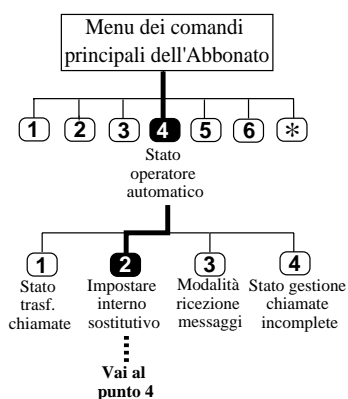 Menu dei comandi
principali dell'Abbonato
1 2 3 4 5 6 *
Stato
operatore
automatico
1 2 3 4
Stato
trasf.
chiamate
Impostare
interno
sostitutivo
Modalità
ricezione
messaggi
Stato gestione
chiamate
incomplete
Vai al
punto 4